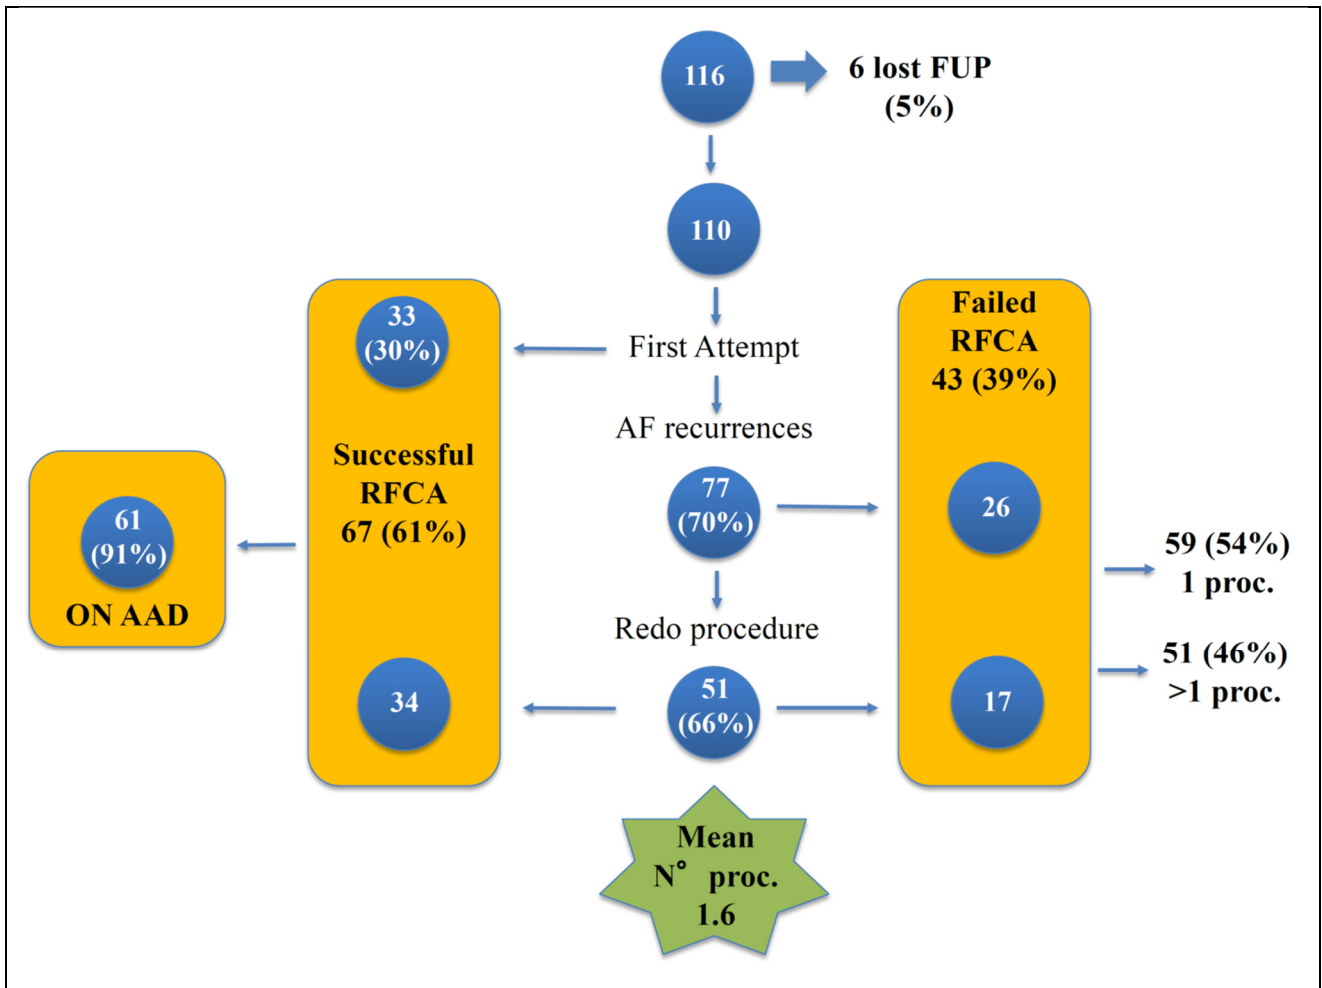 116
6 lost FUP
(5%)
110
First Attempt
33
(30%)
Successful
RFCA
67 (61%)
34
61
(91%)
ON AAD
AF recurrences
77
(70%)
Redo procedure
51
(66%)
Failed
RFCA
43 (39%)
26
17
59 (54%)
1 proc.
51 (46%)
>1 proc.
Mean
N° proc.
1.6